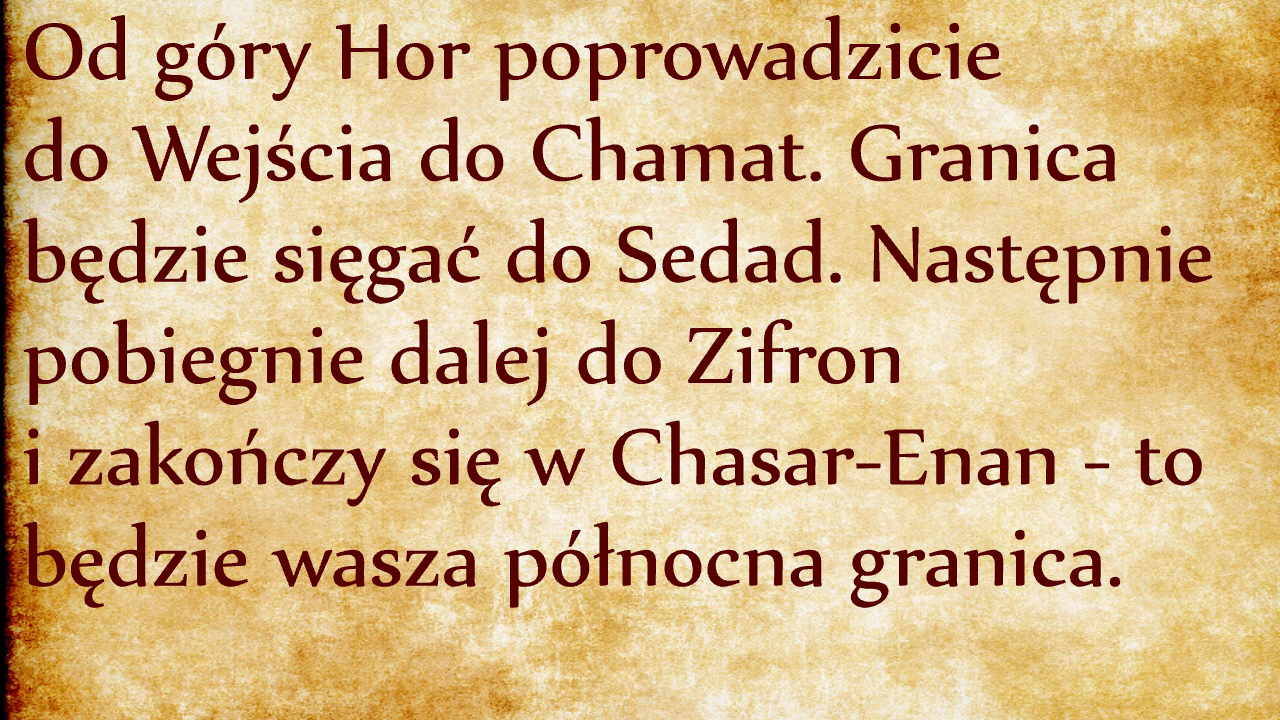 Od góry Hor poprowadzicie
do Wejścia do Chamat. Granica
będzie sięgać do Sedad. Następnie
pobiegnie dalej do Zifron
i zakończy się w Chasar-Enan - to
będzie wasza północna granica.